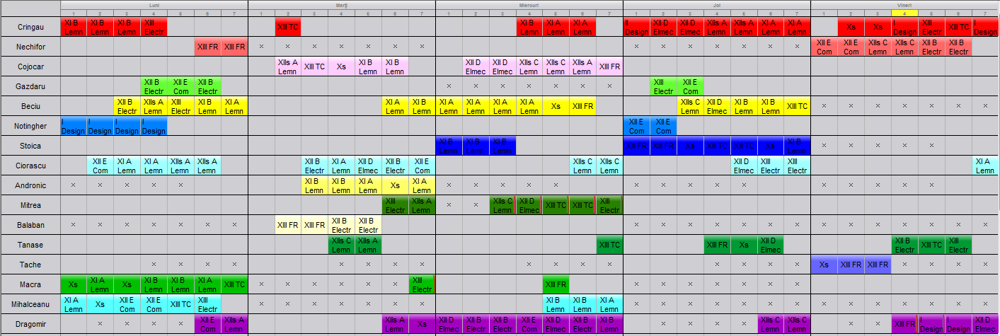 Luni Marţi Miercuri Joi Vineri
1 2 3 4 5 6 7 1 2 3 4 5 6 7 1 2 3 4 5 6 7 1 2 3 4 5 6 7 1 2 3 4 5 6 7
Cringau XI B Lemn XI B Lemn XI B Lemn XIII Electr XIII TC XI B Lemn XI A Lemn XI A Lemn II Design XII D Elmec XII D Elmec XIIs A Lemn XIIs A Lemn XI A Lemn XI A Lemn Xs Xs I Design XIII Electr XIII TC I Design
Nechifor XIII FR XIII FR XII E Com XII E Com XIIs C Lemn XIIs C Lemn XII B Electr XII B Electr
Cojocar XIIs A Lemn XIII TC Xs XI B Lemn XI B Lemn XII D Elmec XII D Elmec XIIs C Lemn XIIs C Lemn XIIs A Lemn XIII FR
Gazdaru XII B Electr XII E Com XII B Electr XIII Electr XII E Com
Beciu XII B Electr XIIs A Lemn XIII Electr XI B Lemn XI A Lemn XI A Lemn XI B Lemn XI A Lemn XI A Lemn XI A Lemn XI A Lemn Xs XIII FR XIIs C Lemn XII D Elmec XI B Lemn XI B Lemn XIII TC
Notingher I Design I Design I Design I Design XII E Com XII E Com
Stoica XI B Lemn XI B Lemn XI B Lemn XIII FR XIII FR Xs XIII TC XIII TC Xs XI B Lemn
Ciorascu XII E Com XI A Lemn XI A Lemn XIIs A Lemn XIIs A Lemn XII B Electr XI A Lemn XII D Elmec XII B Electr XII E Com XIIs C Lemn XIIs C Lemn XII D Elmec XIII Electr XIII Electr XI A Lemn
Andronic XI B Lemn XI B Lemn XI A Lemn Xs XI A Lemn
Mitrea XIII Electr XIIs A Lemn XIIs C Lemn XII D Elmec XIII TC XIII TC XIII Electr
Balaban XIII FR XIII FR XII B Electr XII B Electr
Tanase XIIs C Lemn XIIs A Lemn XIII TC XIII FR Xs XII D Elmec XII B Electr XIII TC XIII Electr
Tache Xs XIII FR XIII FR
Macra Xs XI A Lemn Xs XI B Lemn XI B Lemn XI A Lemn XIII TC XIII Electr XIII FR
Mihalceanu XI A Lemn Xs XII E Com XII E Com XIII TC XIII Electr XI B Lemn XI B Lemn XI A Lemn
Dragomir XII E Com XIIs A Lemn XIIs A Lemn Xs XII D Elmec XII B Electr XII B Electr XII E Com XII B Electr XII B Electr XI B Lemn XIIs C Lemn XIIs C Lemn XIII FR I Design I Design XII D Elmec